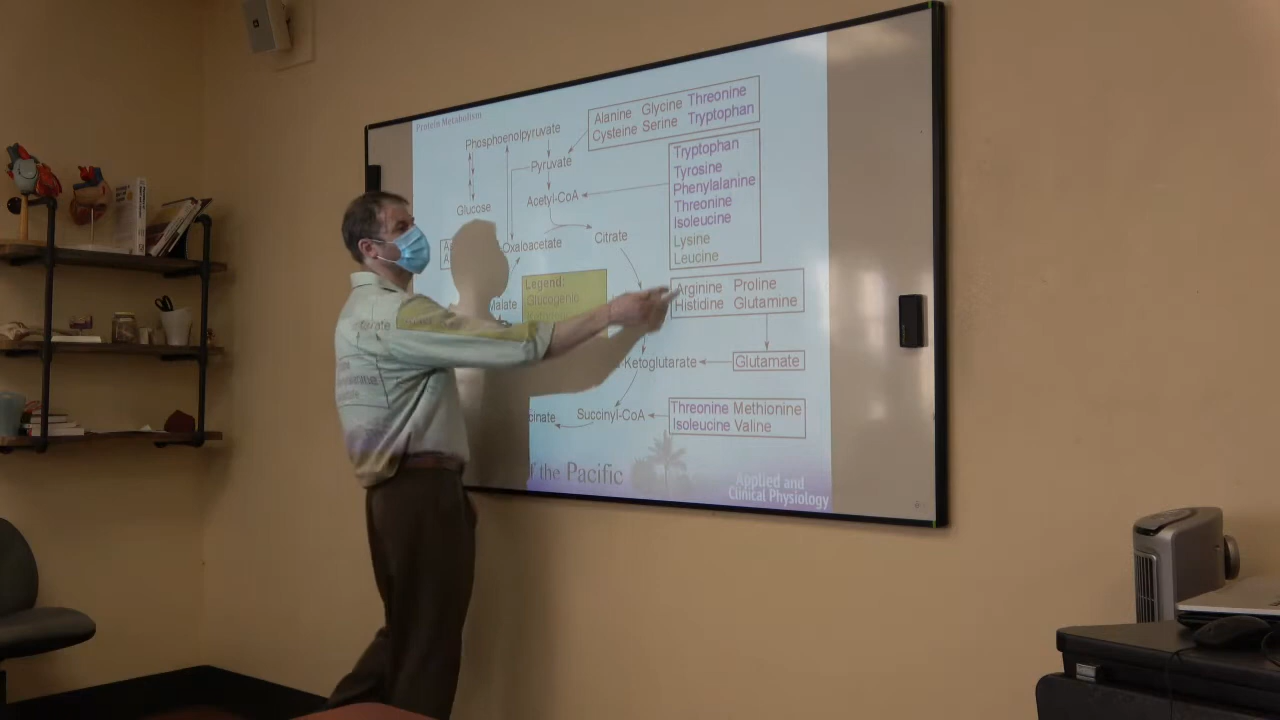 Protein Metabolism
Phosphoenolpyruvate
Alanine Glycine Threonine
Cysteine Serine Tryptophan
Pyruvate
Tryptophan
Tyrosine
Phenylalanine
Threonine
Isoleucine
Lysine
Leucine
Acetyl-CoA
Glucose
Oxaloacetate
Citrate
Legend:
Glucogenic
Malate
Arginine Proline
Histidine Glutamine
Ketoglutarate
Glutamate
Succinyl-CoA
Threonine Methionine
Isoleucine Valine
the Pacific
Applied and
Clinical Physiology